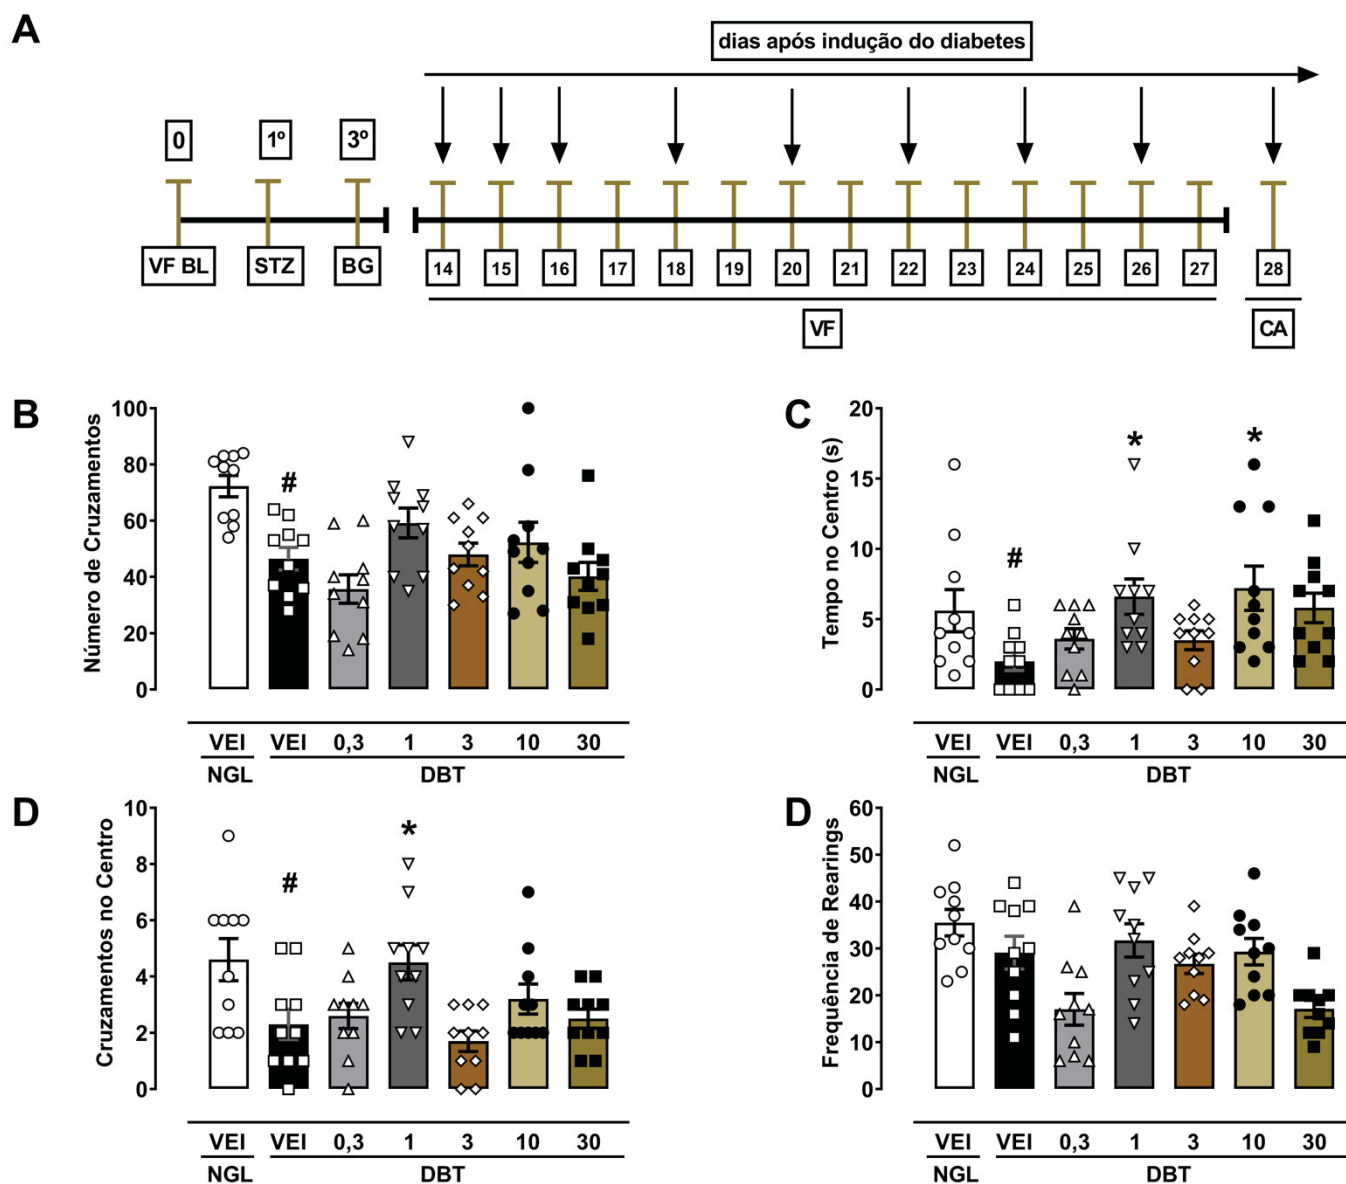 A
dias após indução do diabetes
0 1º 3º
VF BL STZ BG 14 15 16 17 18 19 20 21 22 23 24 25 26 27 28
VF CA
B
Número de Cruzamentos
100
80
60
40
20
0
#
VEI VEI 0,3 1 3 10 30
NGL DBT
C
Tempo no Centro (s)
20
15
10
5
0
# * *
VEI VEI 0,3 1 3 10 30
NGL DBT
D
Cruzamentos no Centro
10
8
6
4
2
0
# *
VEI VEI 0,3 1 3 10 30
NGL DBT
D
Frequência de Rearings
60
50
40
30
20
10
0
VEI VEI 0,3 1 3 10 30
NGL DBT